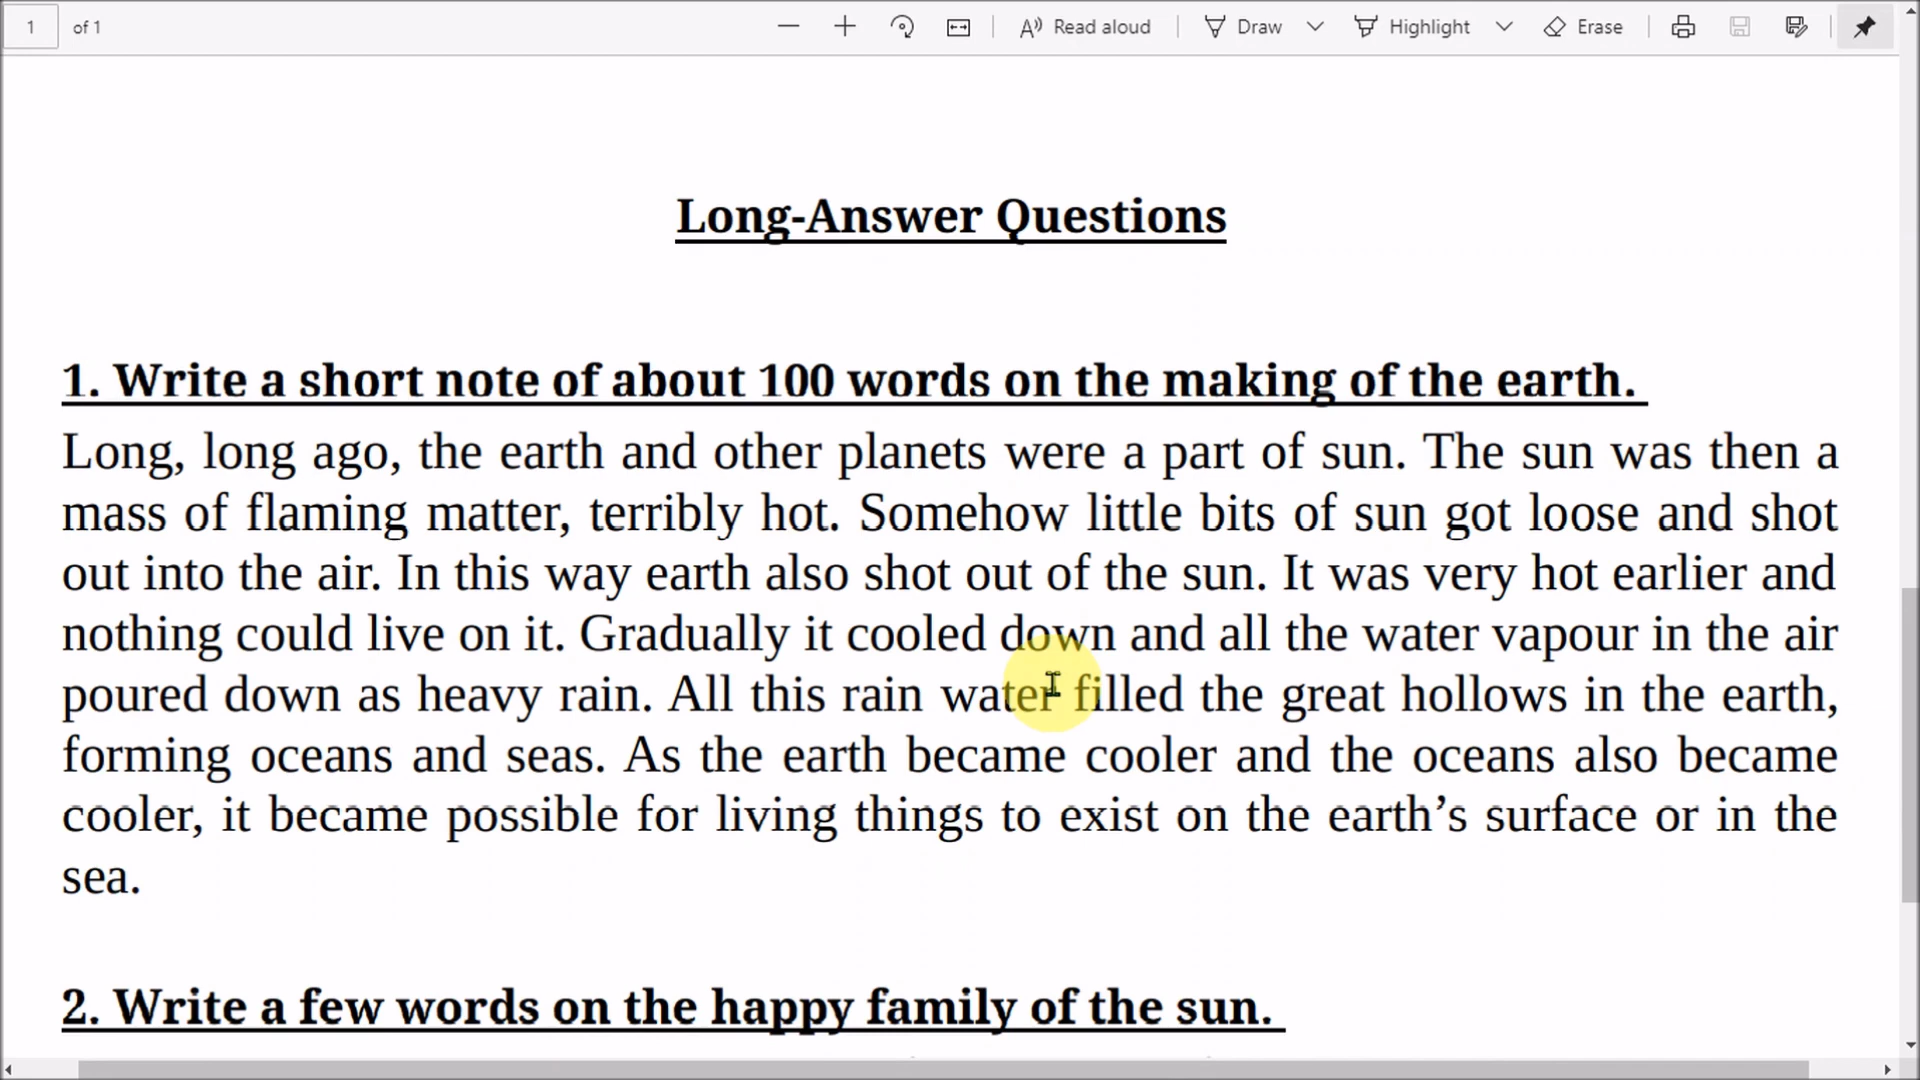 1 of 1 Read aloud Draw Highlight Erase
Long-Answer Questions
1. Write a short note of about 100 words on the making of the earth.
Long, long ago, the earth and other planets were a part of sun. The sun was then a
mass of flaming matter, terribly hot. Somehow little bits of sun got loose and shot
out into the air. In this way earth also shot out of the sun. It was very hot earlier and
nothing could live on it. Gradually it cooled down and all the water vapour in the air
poured down as heavy rain. All this rain water filled the great hollows in the earth,
forming oceans and seas. As the earth became cooler and the oceans also became
cooler, it became possible for living things to exist on the earth’s surface or in the
sea.
2. Write a few words on the happy family of the sun.